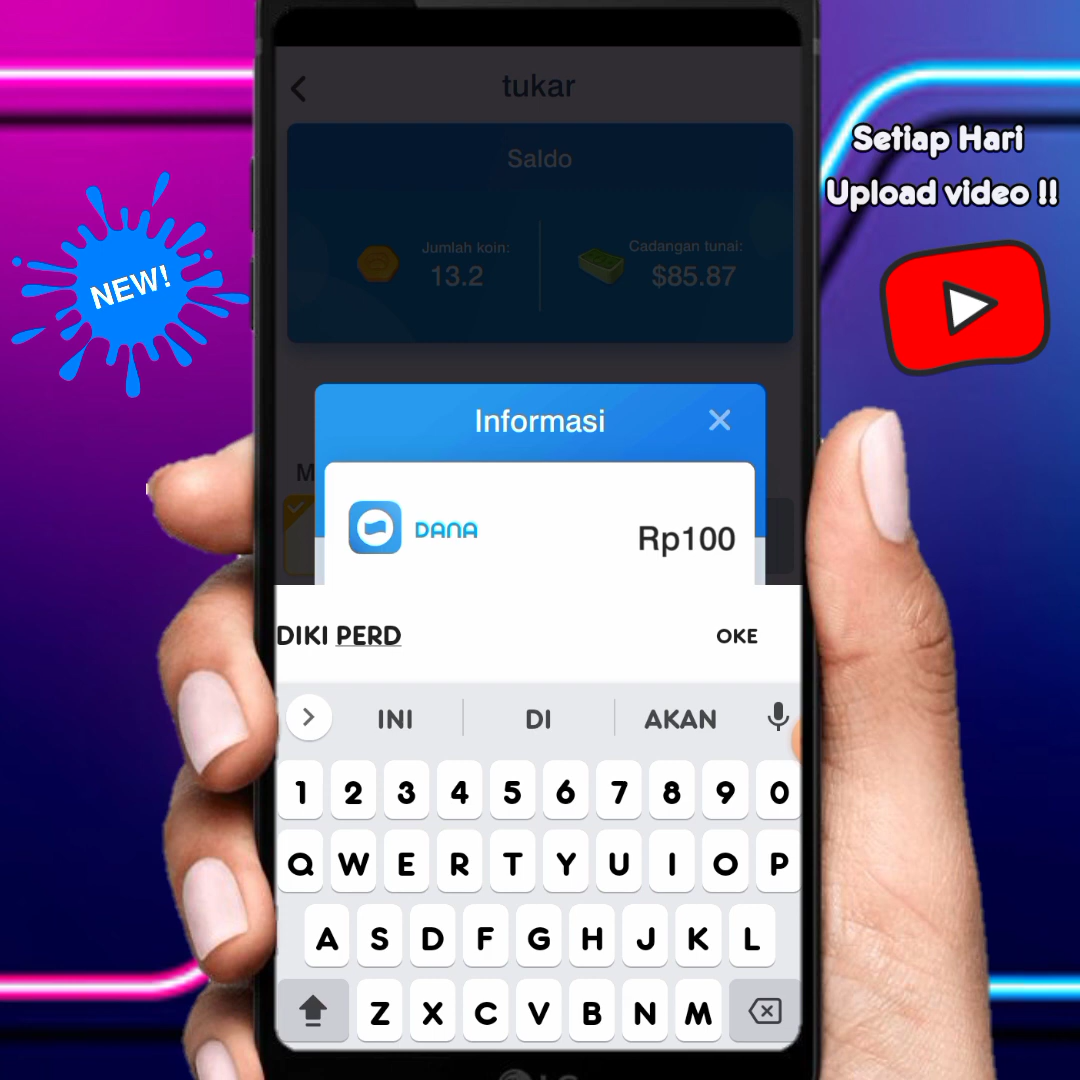 tukar
Setiap Hari
Upload video !!
Saldo
Jumlah koin:
13.2
Cadangan tunai:
$85.87
NEW!
Informasi
M
DANA
Rp100
DIKI PERD
OKE
INI DI AKAN
1 2 3 4 5 6 7 8 9 0
Q W E R T Y U I O P
A S D F G H J K L
Z X C V B N M